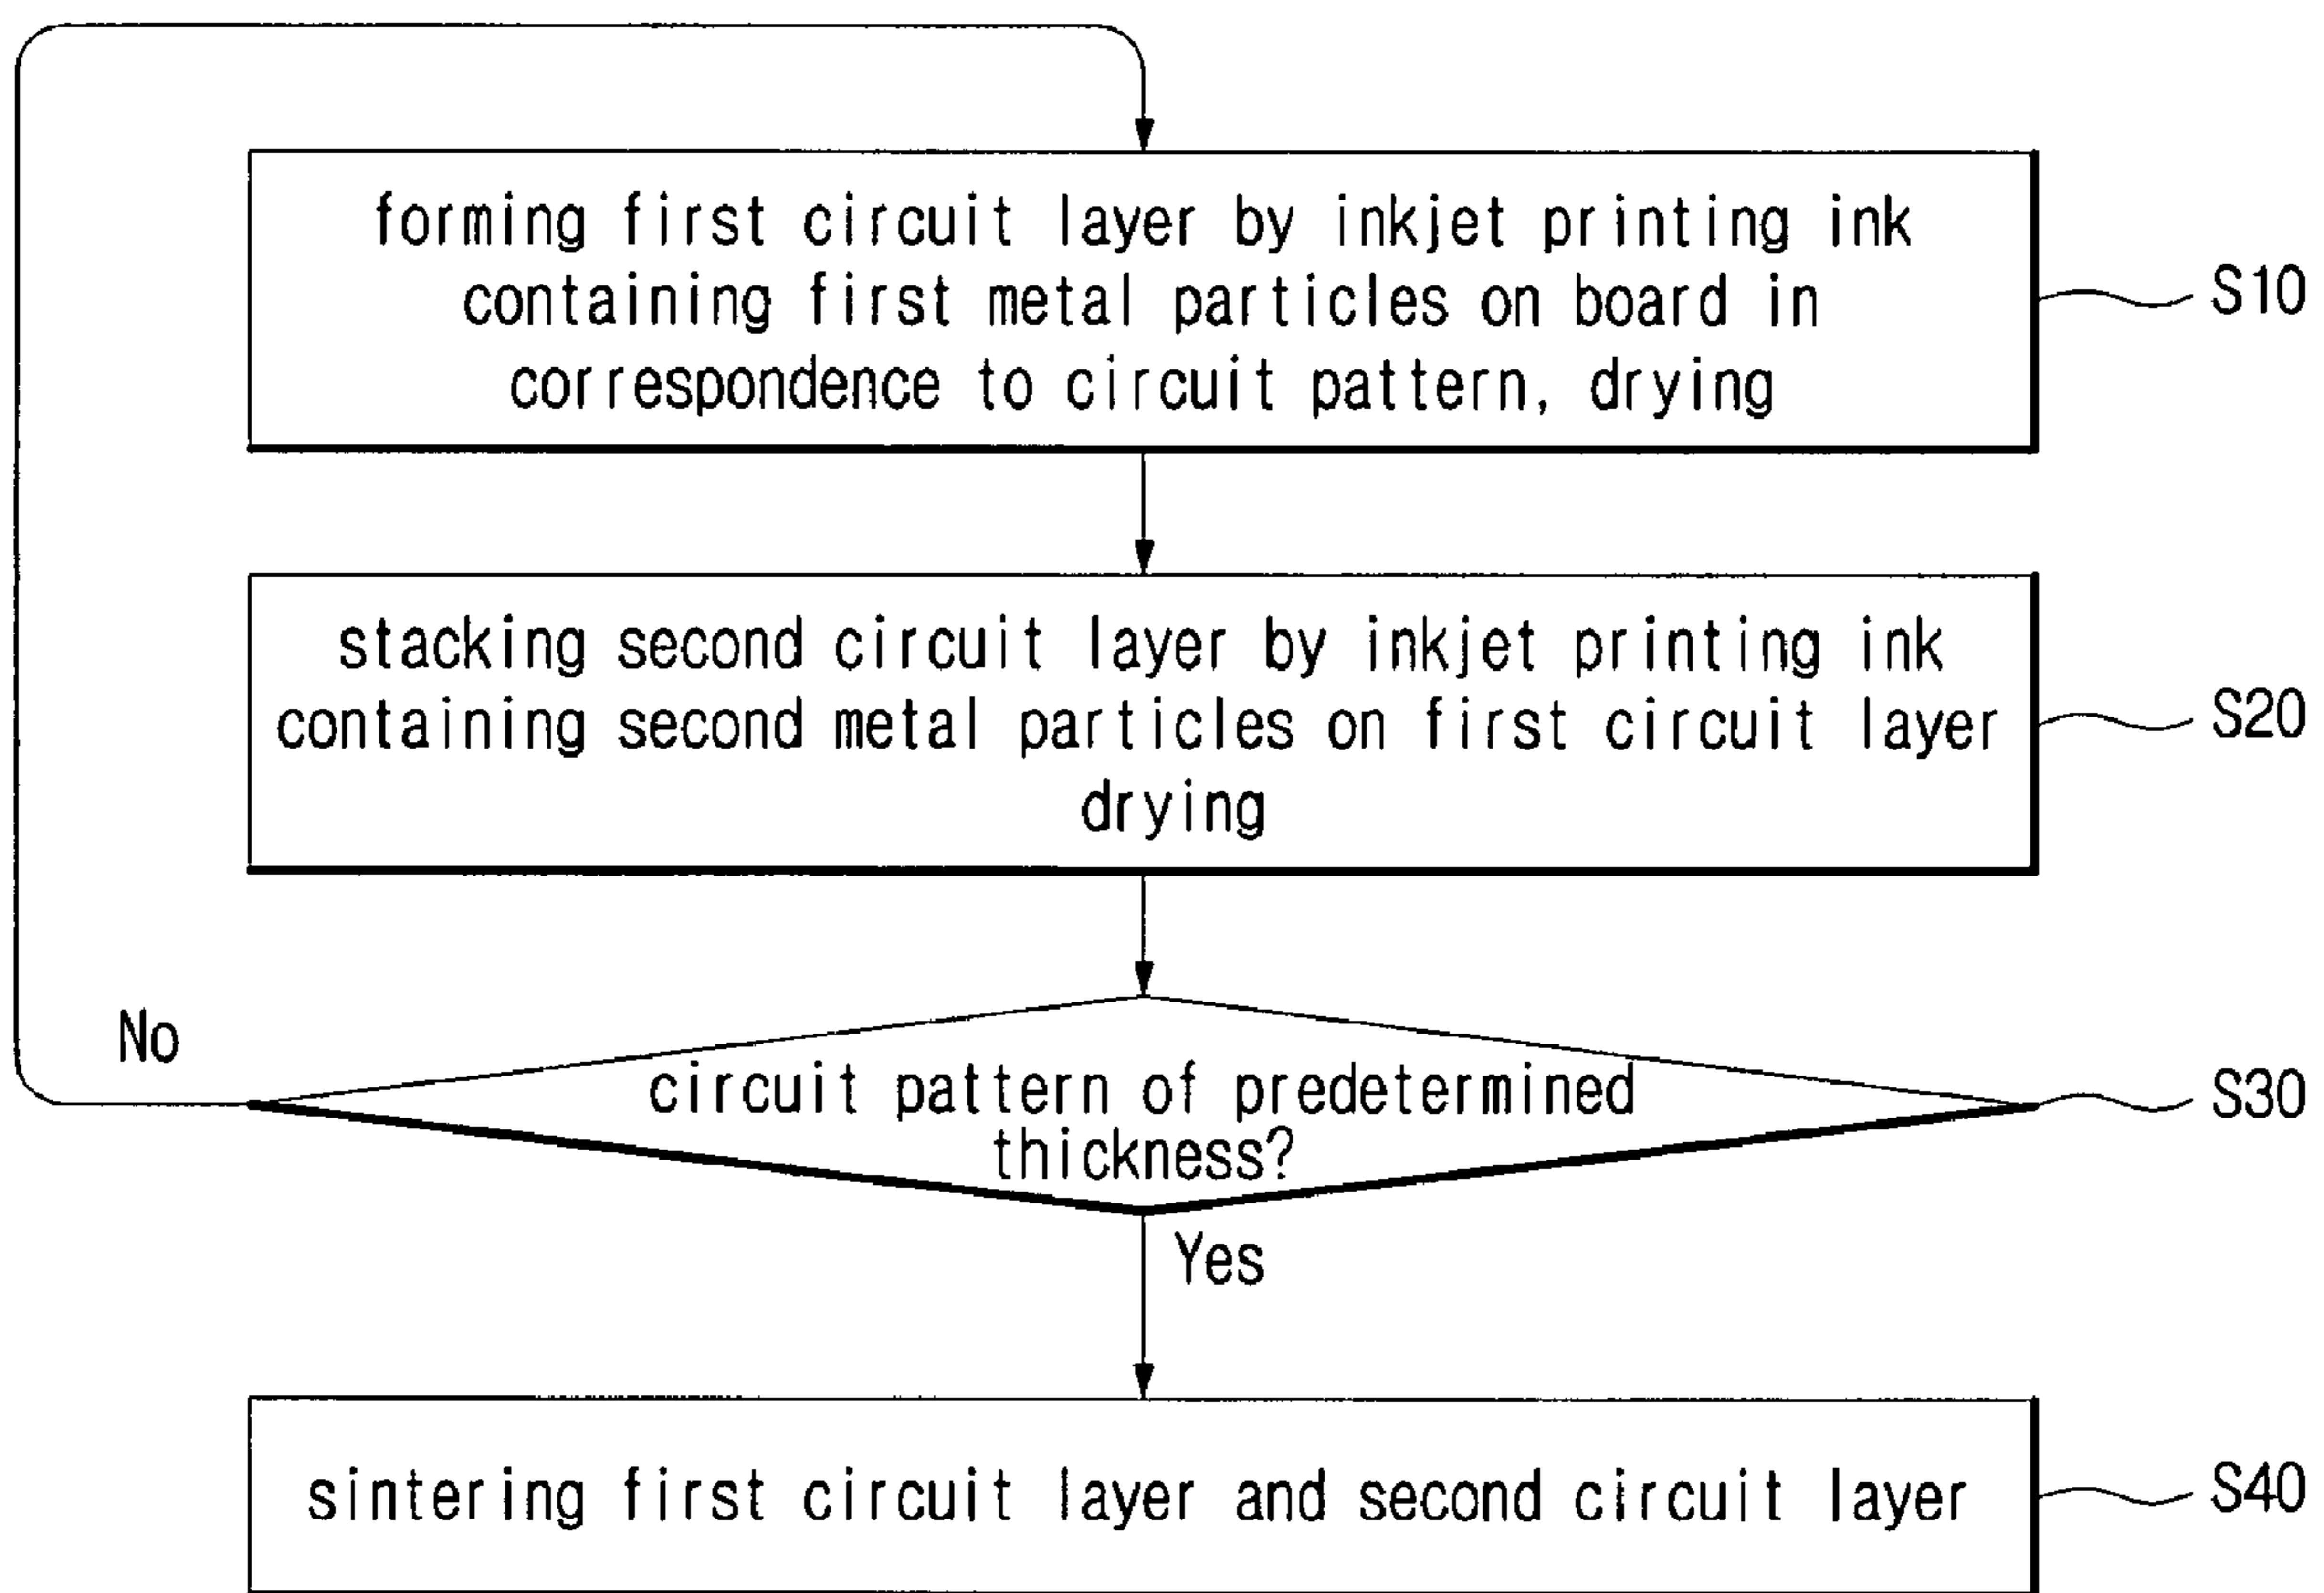 forming first circuit layer by inkjet printing ink
containing first metal particles on board in
correspondence to circuit pattern, drying
S10
stacking second circuit layer by inkjet printing ink
containing second metal particles on first circuit layer
drying
S20
No
circuit pattern of predetermined
thickness?
S30
Yes
sintering first circuit layer and second circuit layer
S40